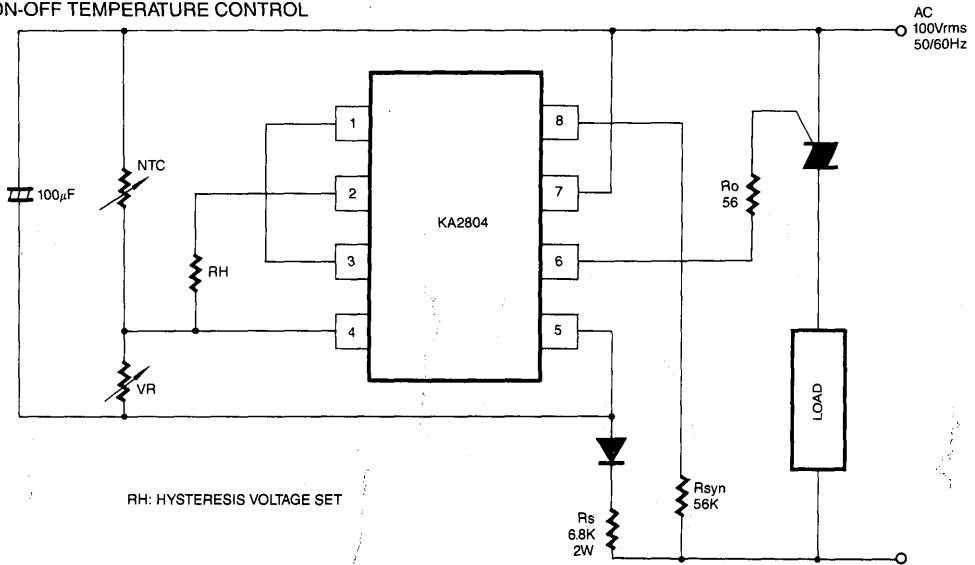 ON-OFF TEMPERATURE CONTROL
AC
100Vrms
50/60Hz
1
8
NTC
100μF
2
7
Ro
56
KA2804
RH
3
6
4
5
VR
LOAD
RH: HYSTERESIS VOLTAGE SET
Rsyn
56K
Rs
6.8K
2W